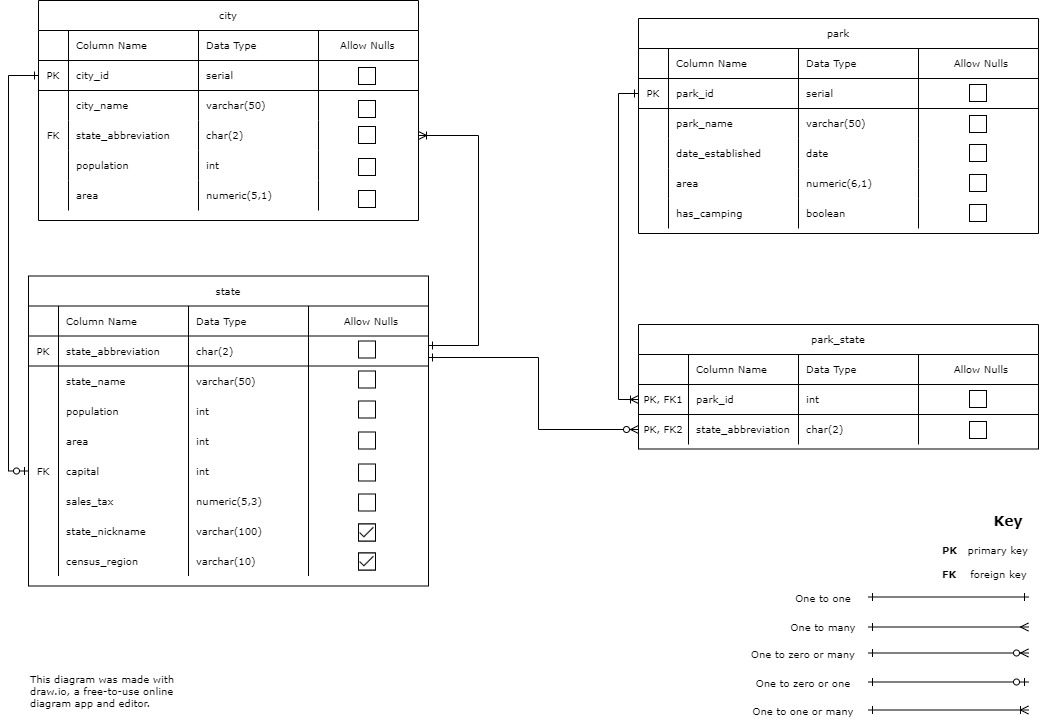 city
Column Name Data Type Allow Nulls
PK city_id serial
city_name varchar(50)
FK state_abbreviation char(2)
population int
area numeric(5,1)
park
Column Name Data Type Allow Nulls
PK park_id serial
park_name varchar(50)
date_established date
area numeric(6,1)
has_camping boolean
state
Column Name Data Type Allow Nulls
PK state_abbreviation char(2)
state_name varchar(50)
population int
area int
FK capital int
sales_tax numeric(5,3)
state_nickname varchar(100)
census_region varchar(10)
park_state
Column Name Data Type Allow Nulls
PK, FK1 park_id int
PK, FK2 state_abbreviation char(2)
Key
PK primary key
FK foreign key
One to one
One to many
One to zero or many
One to zero or one
One to one or many
This diagram was made with
draw.io, a free-to-use online
diagram app and editor.